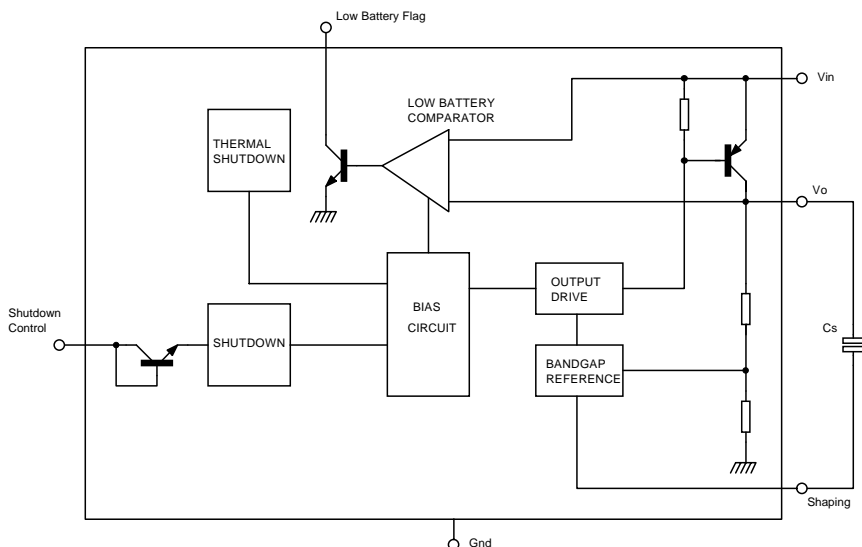 Low Battery Flag
Vin
LOW BATTERY
COMPARATOR
THERMAL
SHUTDOWN
Vo
OUTPUT
DRIVE
BIAS
CIRCUIT
Shutdown
Control
SHUTDOWN
Cs
BANDGAP
REFERENCE
Shaping
Gnd